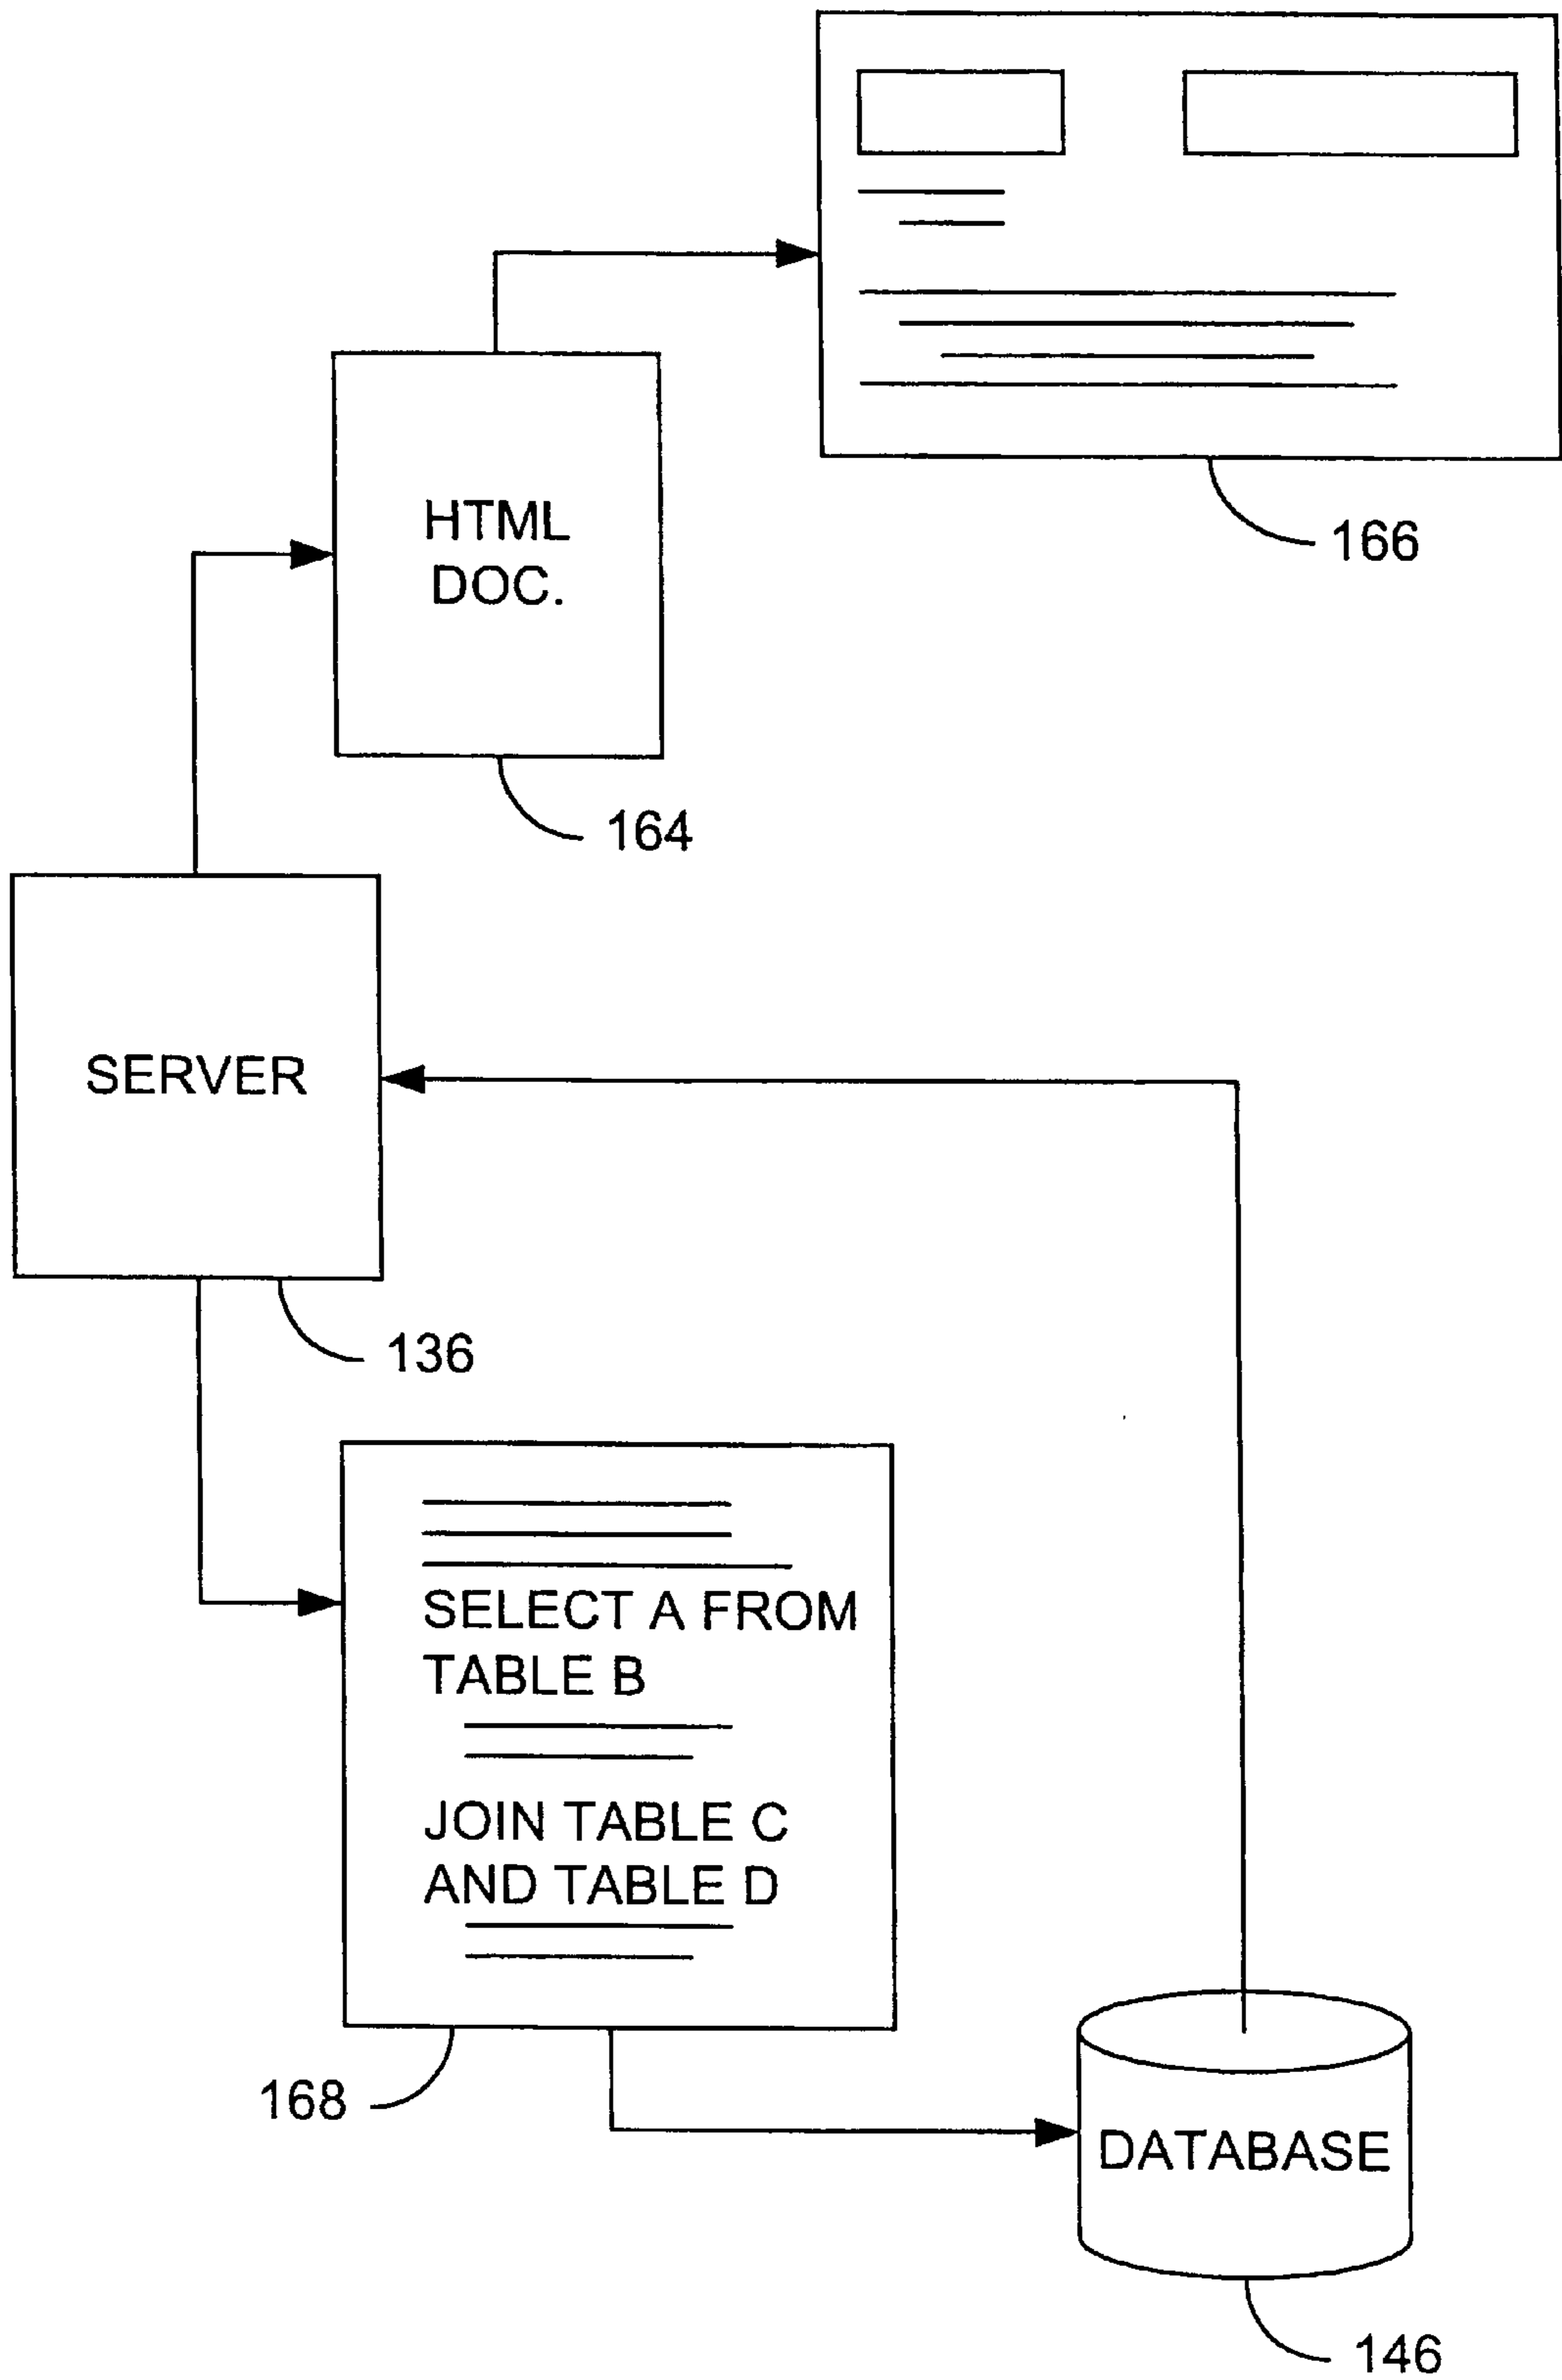 166
HTML
DOC.
164
SERVER
136
SELECT A FROM
TABLE B
JOIN TABLE C
AND TABLE D
168
DATABASE
146